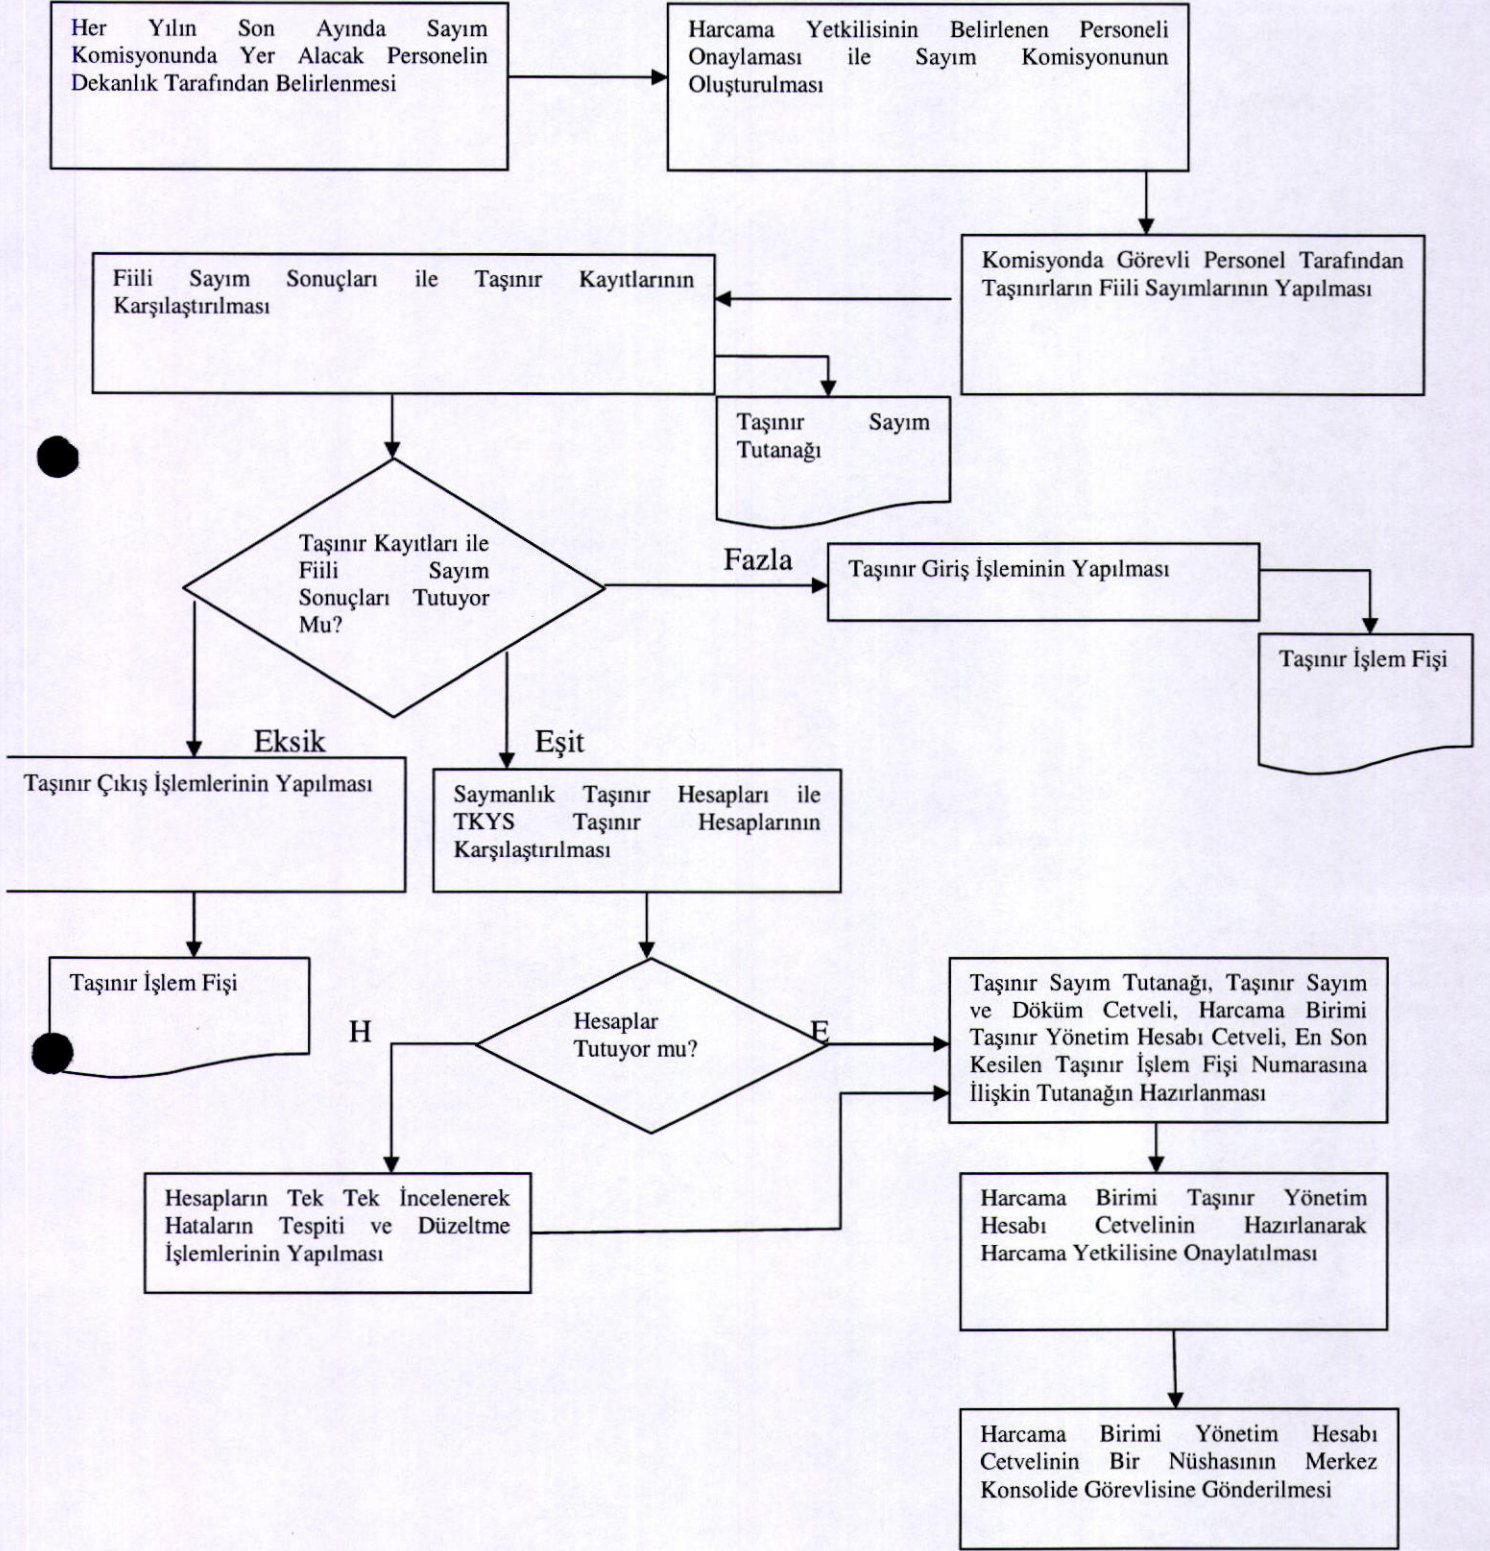 Her Yılın Son Ayında Sayım
Komisyonunda Yer Alacak Personelin
Dekanlık Tarafından Belirlenmesi
Harcama Yetkilisinin Belirlenen Personeli
Onaylaması ile Sayım Komisyonunun
Oluşturulması
Komisyonda Görevli Personel Tarafından
Taşınırların Fiili Sayımlarının Yapılması
Fiili Sayım Sonuçları ile Taşınır Kayıtlarının
Karşılaştırılması
Taşınır Sayım
Tutanağı
Taşınır Kayıtları ile
Fiili Sayım
Sonuçları Tutuyor
Mu?
Fazla
Taşınır Giriş İşleminin Yapılması
Taşınır İşlem Fişi
Eksik
Eşit
Taşınır Çıkış İşlemlerinin Yapılması
Saymanlık Taşınır Hesapları ile
TKYS Taşınır Hesaplarının
Karşılaştırılması
Taşınır İşlem Fişi
H
Hesaplar
Tutuyor mu?
E
Taşınır Sayım Tutanağı, Taşınır Sayım
ve Döküm Cetveli, Harcama Birimi
Taşınır Yönetim Hesabı Cetveli, En Son
Kesilen Taşınır İşlem Fişi Numarasına
İlişkin Tutanağın Hazırlanması
Hesapların Tek Tek İncelenerek
Hataların Tespiti ve Düzeltme
İşlemlerinin Yapılması
Harcama Birimi Taşınır Yönetim
Hesabı Cetvelinin Hazırlanarak
Harcama Yetkilisine Onaylatılması
Harcama Birimi Yönetim Hesabı
Cetvelinin Bir Nüshasının Merkez
Konsolide Görevlisine Gönderilmesi